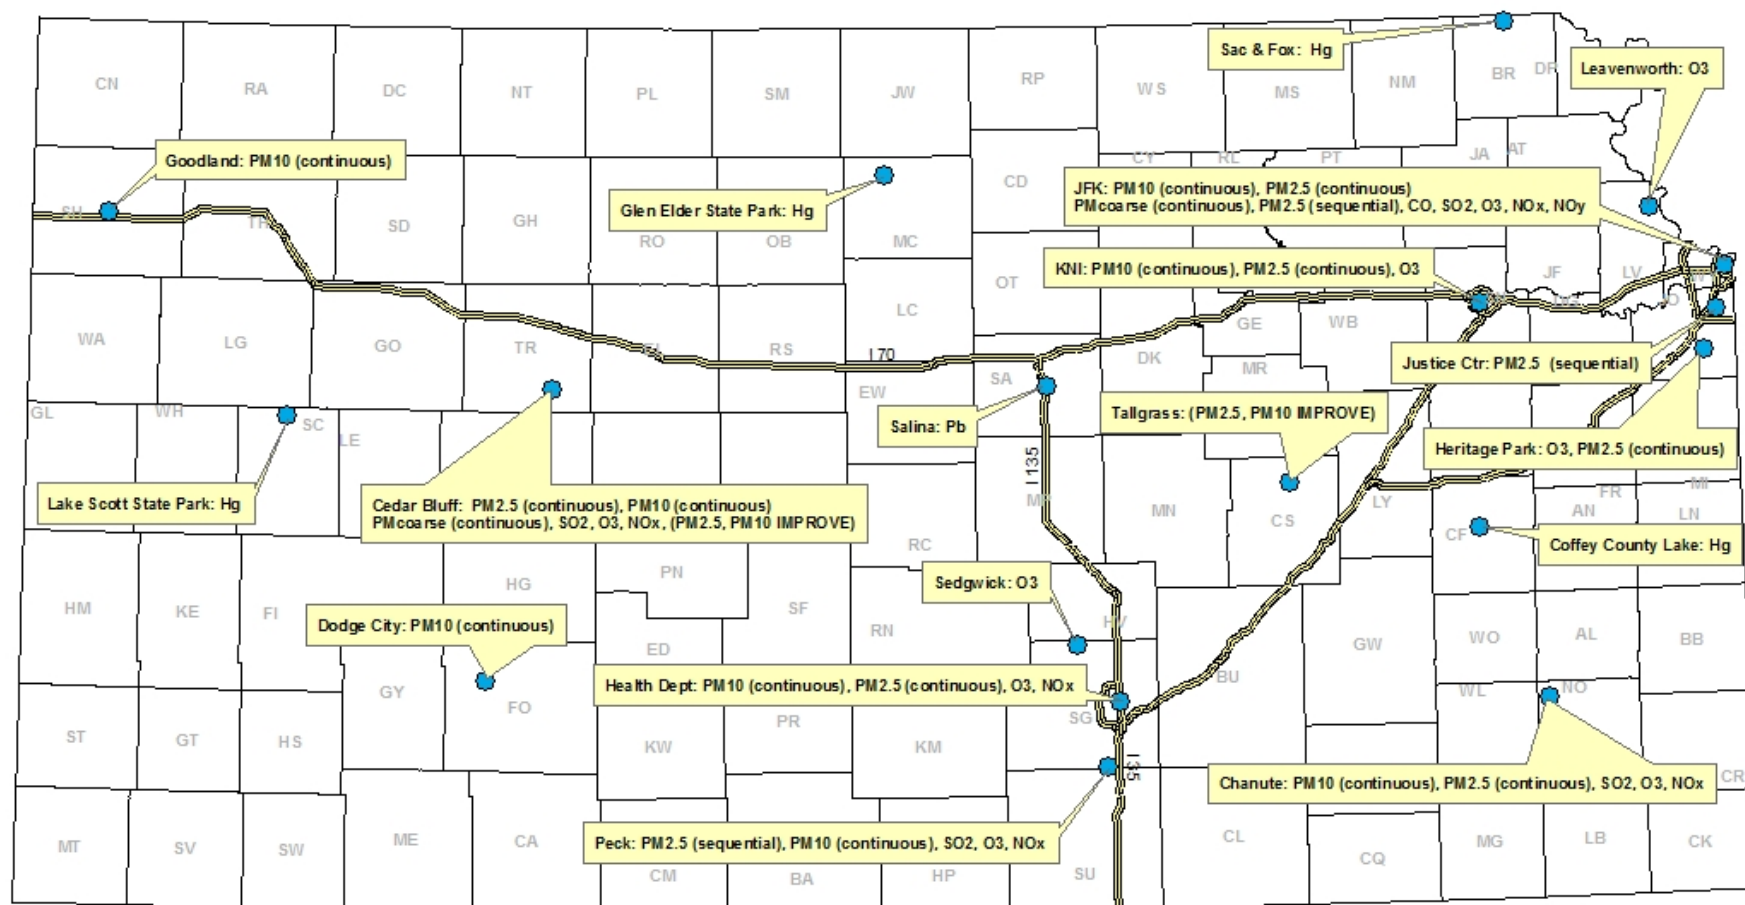 Sac & Fox: Hg
Leavenworth: O3
CN
RA
DC
NT
PL
SM
JW
RP
WS
MS
NM
BR
DP
Goodland: PM10 (continuous)
Glen Elder State Park: Hg
CD
CY
RL
PT
JA
AT
JFK: PM10 (continuous), PM2.5 (continuous)
PMcoarse (continuous), PM2.5 (sequential), CO, SO2, O3, NOx, NOy
SH
TH
SD
GH
RO
OB
MC
KNI: PM10 (continuous), PM2.5 (continuous), O3
OT
JF
LV
JO
WA
LG
GO
TR
RS
LC
I 70
GE
WB
DK
MR
Justice Ctr: PM2.5 (sequential)
EW
SA
Salina: Pb
Tallgrass: (PM2.5, PM10 IMPROVE)
GL
WH
SC
LE
Heritage Park: O3, PM2.5 (continuous)
Lake Scott State Park: Hg
Cedar Bluff: PM2.5 (continuous), PM10 (continuous)
PMcoarse (continuous), SO2, O3, NOx, (PM2.5, PM10 IMPROVE)
I 135
MN
CS
LY
FR
MI
AN
LN
CF
Coffey County Lake: Hg
RC
HG
PN
Sedgwick: O3
HM
KE
FI
SF
RN
HV
Dodge City: PM10 (continuous)
ED
GW
WO
AL
BB
GY
FO
Health Dept: PM10 (continuous), PM2.5 (continuous), O3, NOx
BU
WL
NO
ST
GT
HS
KW
PR
KM
SG
I 35
Chanute: PM10 (continuous), PM2.5 (continuous), SO2, O3, NOx
CR
Peck: PM2.5 (sequential), PM10 (continuous), SO2, O3, NOx
MT
SV
SW
ME
CA
CM
BA
HP
SU
CL
CQ
MG
LB
CK